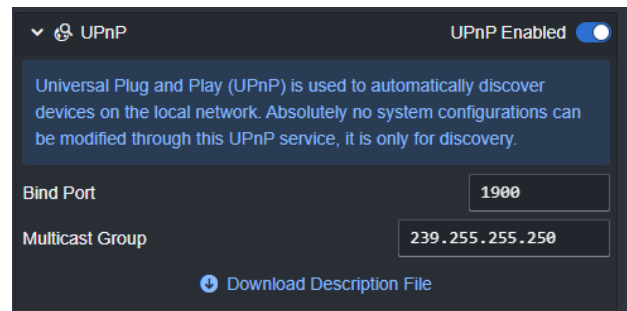 UPnP UPnP Enabled
Universal Plug and Play (UPnP) is used to automatically discover
devices on the local network. Absolutely no system configurations can
be modified through this UPnP service, it is only for discovery.
Bind Port 1900
Multicast Group 239.255.255.250
Download Description File